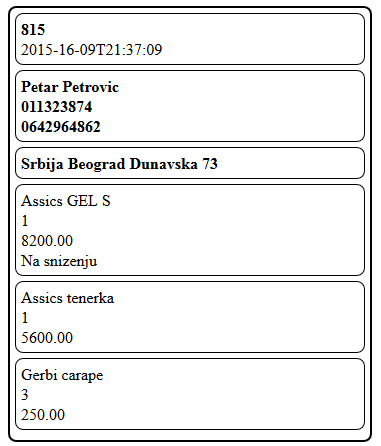 815
2015-16-09T21:37:09
Petar Petrovic
011323874
0642964862
Srbija Beograd Dunavska 73
Assics GEL S
1
8200.00
Na snizenju
Assics tenerka
1
5600.00
Gerbi carape
3
250.00